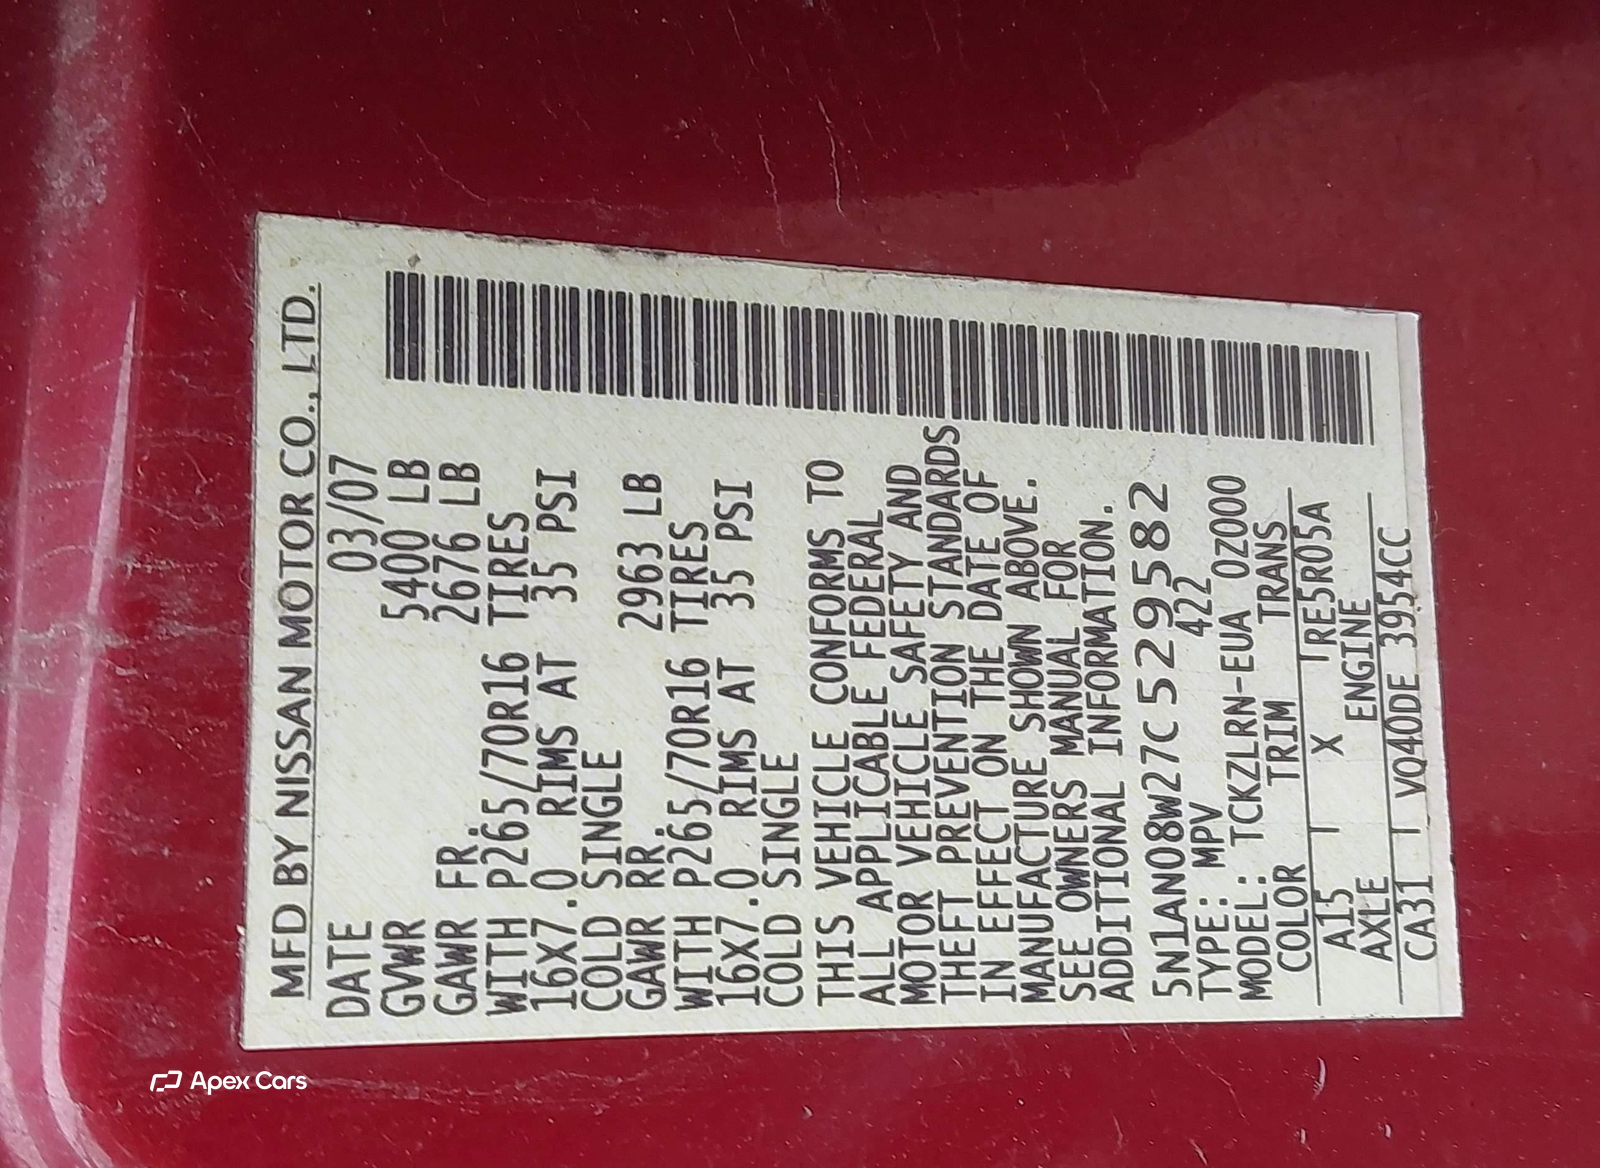 MFD BY NISSAN MOTOR CO., LTD.
DATE 03/07
GVWR 5400 LB
GAWR FR. 2676 LB
WITH P265/70R16 TIRES
16X7.0 RIMS AT 35 PSI
COLD SINGLE
GAWR RR. 2963 LB
WITH P265/70R16 TIRES
16X7.0 RIMS AT 35 PSI
COLD SINGLE
THIS VEHICLE CONFORMS TO
ALL APPLICABLE FEDERAL
MOTOR VEHICLE SAFETY AND
THEFT PREVENTION STANDARDS
IN EFFECT ON THE DATE OF
MANUFACTURE SHOWN ABOVE.
SEE OWNERS MANUAL FOR
ADDITIONAL INFORMATION.
5N1AN08W27C529582
TYPE: MPV 422
MODEL: TCKZLRN-EUA 0Z000
COLOR TRIM TRANS
A15 X RE5R05A
AXLE ENGINE
CA31 VQ40DE 3954CC
Apex Cars